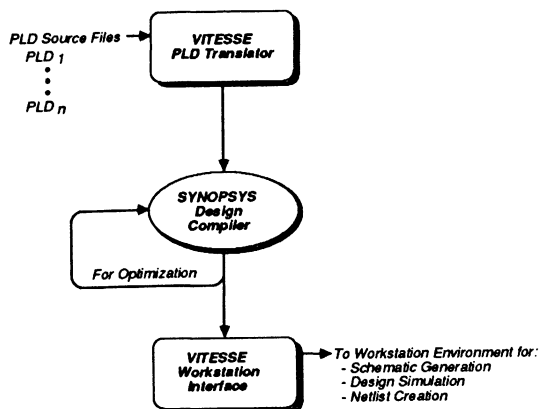 PLD Source Files
PLD 1
PLD n
VITESSE
PLD Translator
SYNOPSYS
Design
Compiler
For Optimization
VITESSE
Workstation
Interface
To Workstation Environment for:
- Schematic Generation
- Design Simulation
- Netlist Creation